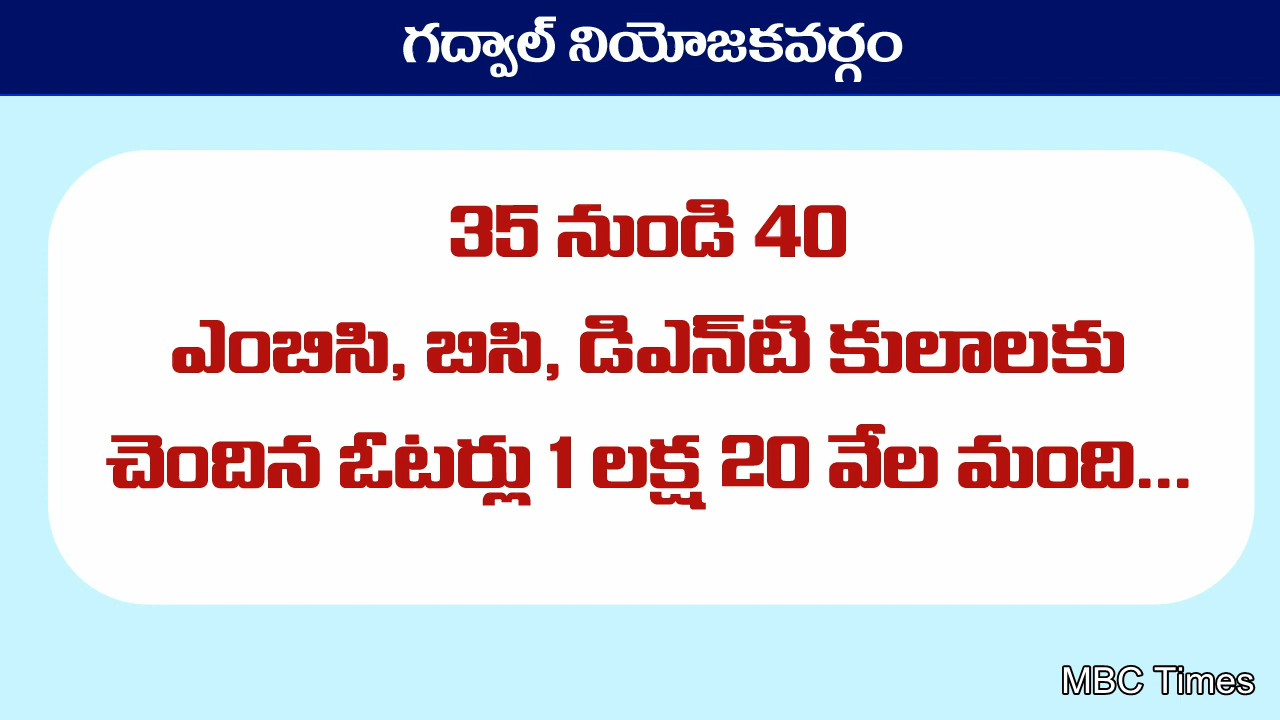 గద్వాల్ నియోజకవర్గం
35 నుండి 40
ఎంబిసి, బిసి, డిఎన్‌టి కులాలకు
చెందిన ఓటర్లు 1 లక్ష 20 వేల మంది...
MBC Times